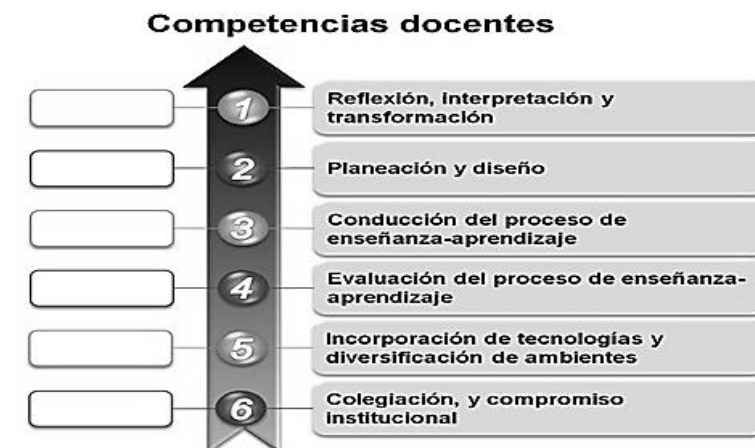 Competencias docentes
1
Reflexión, interpretación y
transformación
2
Planeación y diseño
3
Conducción del proceso de
enseñanza-aprendizaje
4
Evaluación del proceso de enseñanza-
aprendizaje
5
Incorporación de tecnologías y
diversificación de ambientes
6
Colegiación, y compromiso
institucional